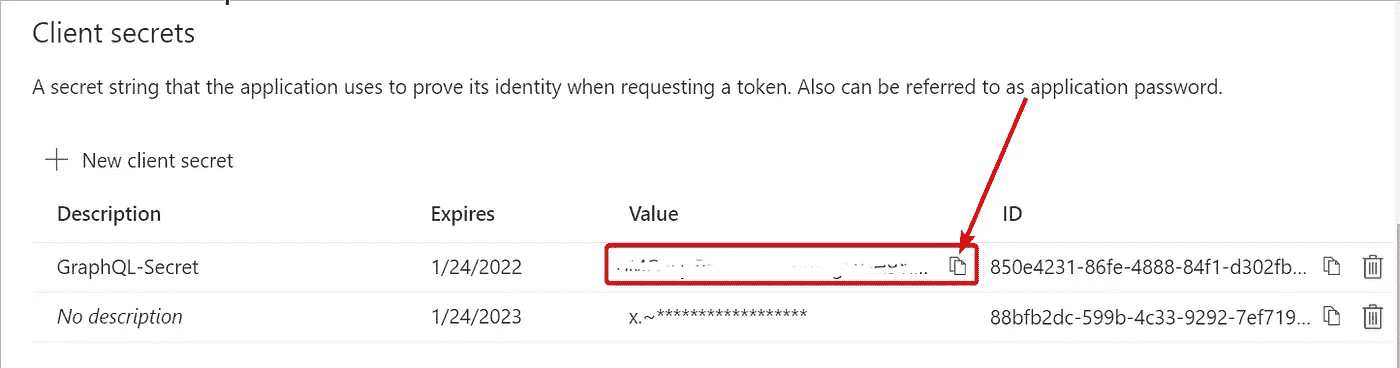 Client secrets
A secret string that the application uses to prove its identity when requesting a token. Also can be referred to as application password.
New client secret
Description Expires Value ID
GraphQL-Secret 1/24/2022 850e4231-86fe-4888-84f1-d302fb...
No description 1/24/2023 x.~****************** 88bfb2dc-599b-4c33-9292-7ef719...